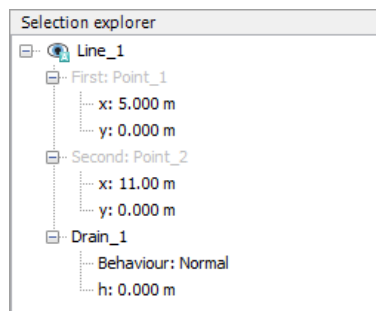 Selection explorer
Line_1
First: Point_1
x: 5.000 m
y: 0.000 m
Second: Point_2
x: 11.00 m
y: 0.000 m
Drain_1
Behaviour: Normal
h: 0.000 m